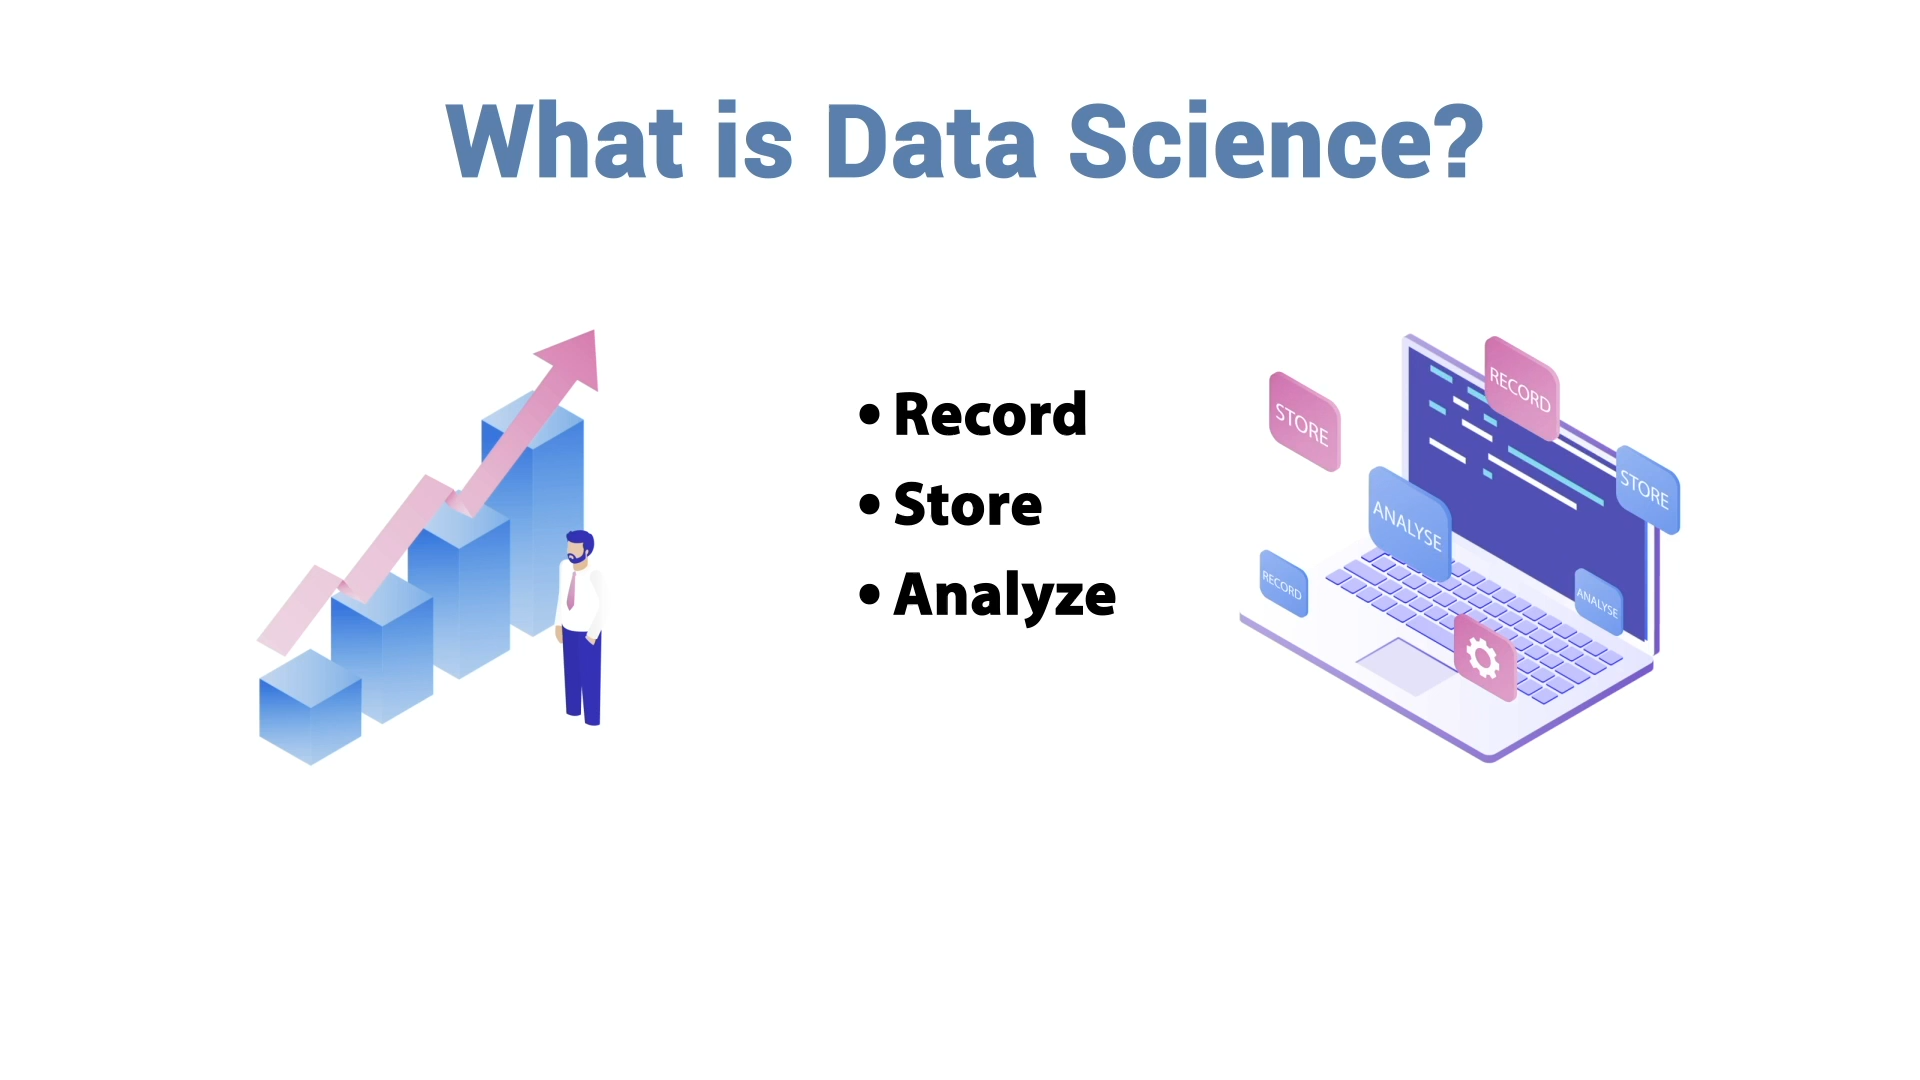 What is Data Science?
• Record
• Store
• Analyze
RECORD
STORE
STORE
ANALYSE
RECORD
ANALYSE